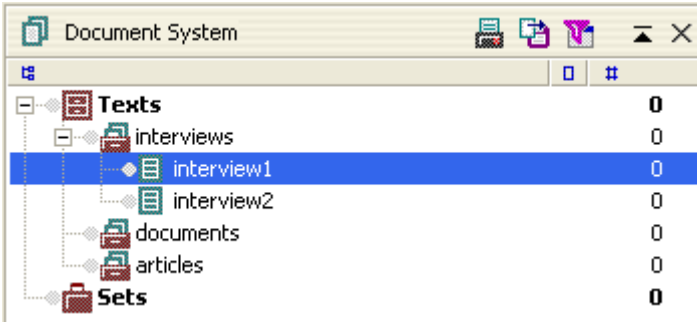 Document System
#
Texts 0
interviews 0
interview1 0
interview2 0
documents 0
articles 0
Sets 0